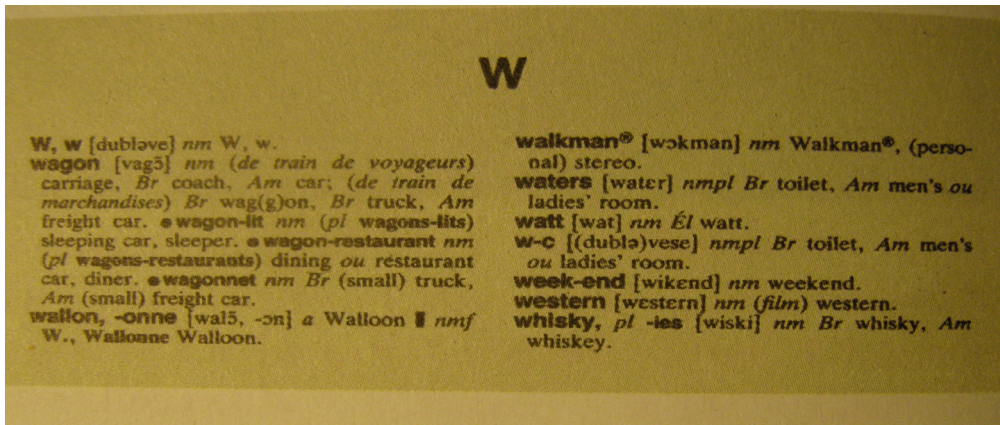 W
W, w [dubləve] nm W, w.
wagon [vagɔ̃] nm (de train de voyageurs)
carriage, Br coach, Am car; (de train de
marchandises) Br wag(g)on, Br truck, Am
freight car. ●wagon-lit nm (pl wagons-lits)
sleeping car, sleeper. ●wagon-restaurant nm
(pl wagons-restaurants) dining ou restaurant
car, diner. ●wagonnet nm Br (small) truck,
Am (small) freight car.
wallon, -onne [walɔ̃, -ɔn] a Walloon ▮ nmf
W., Wallonne Walloon.
walkman® [wɔkman] nm Walkman®, (perso-
nal) stereo.
waters [watɛr] nmpl Br toilet, Am men's ou
ladies' room.
watt [wat] nm Él watt.
w-c [(dublə)vese] nmpl Br toilet, Am men's
ou ladies' room.
week-end [wikɛnd] nm weekend.
western [wɛstɛrn] nm (film) western.
whisky, pl -ies [wiski] nm Br whisky, Am
whiskey.